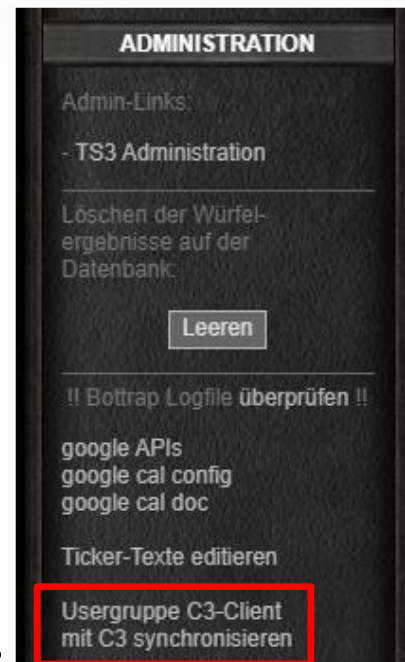 ADMINISTRATION
Admin-Links:
- TS3 Administration
Löschen der Würfel-
ergebnisse auf der
Datenbank:
Leeren
!! Bottrap Logfile überprüfen !!
google APIs
google cal config
google cal doc
Ticker-Texte editieren
Usergruppe C3-Client
mit C3 synchronisieren